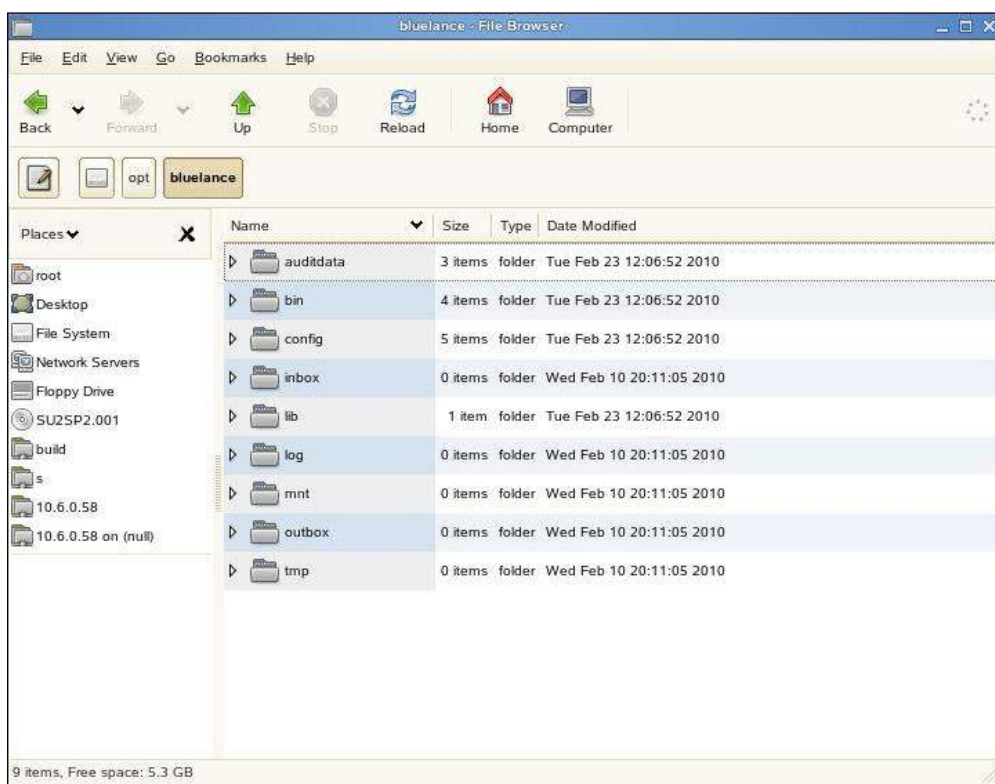 bluelance - File Browser
File Edit View Go Bookmarks Help
Back Forward Up Stop Reload Home Computer
opt bluelance
Places
root
Desktop
File System
Network Servers
Floppy Drive
SU2SP2.001
build
s
10.6.0.58
10.6.0.58 on (null)
Name Size Type Date Modified
auditdata 3 items folder Tue Feb 23 12:06:52 2010
bin 4 items folder Tue Feb 23 12:06:52 2010
config 5 items folder Tue Feb 23 12:06:52 2010
inbox 0 items folder Wed Feb 10 20:11:05 2010
lib 1 item folder Tue Feb 23 12:06:52 2010
log 0 items folder Wed Feb 10 20:11:05 2010
mnt 0 items folder Wed Feb 10 20:11:05 2010
outbox 0 items folder Wed Feb 10 20:11:05 2010
tmp 0 items folder Wed Feb 10 20:11:05 2010
9 items, Free space: 5.3 GB